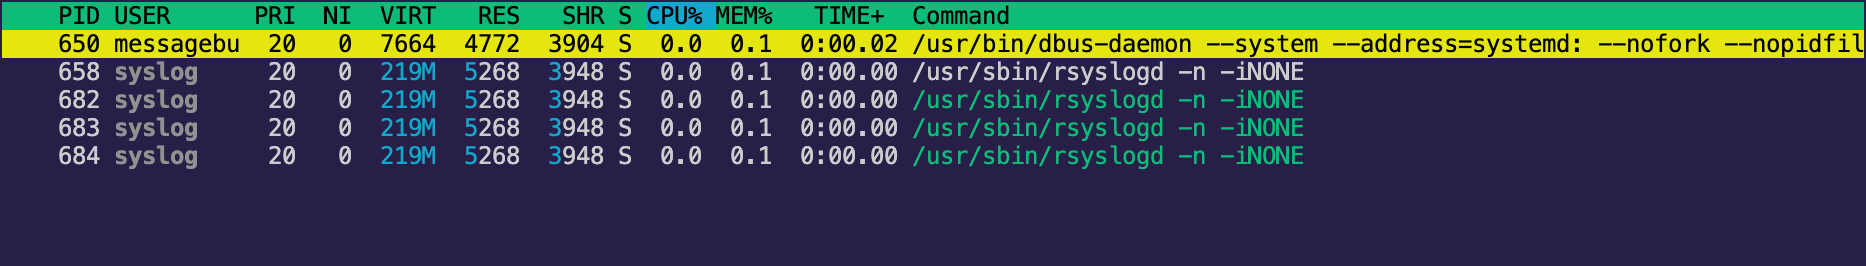 PID USER PRI NI VIRT RES SHR S CPU% MEM% TIME+ Command
650 messagebu 20 0 7664 4772 3904 S 0.0 0.1 0:00.02 /usr/bin/dbus-daemon --system --address=systemd: --nofork --nopidfil
658 syslog 20 0 219M 5268 3948 S 0.0 0.1 0:00.00 /usr/sbin/rsyslogd -n -iNONE
682 syslog 20 0 219M 5268 3948 S 0.0 0.1 0:00.00 /usr/sbin/rsyslogd -n -iNONE
683 syslog 20 0 219M 5268 3948 S 0.0 0.1 0:00.00 /usr/sbin/rsyslogd -n -iNONE
684 syslog 20 0 219M 5268 3948 S 0.0 0.1 0:00.00 /usr/sbin/rsyslogd -n -iNONE